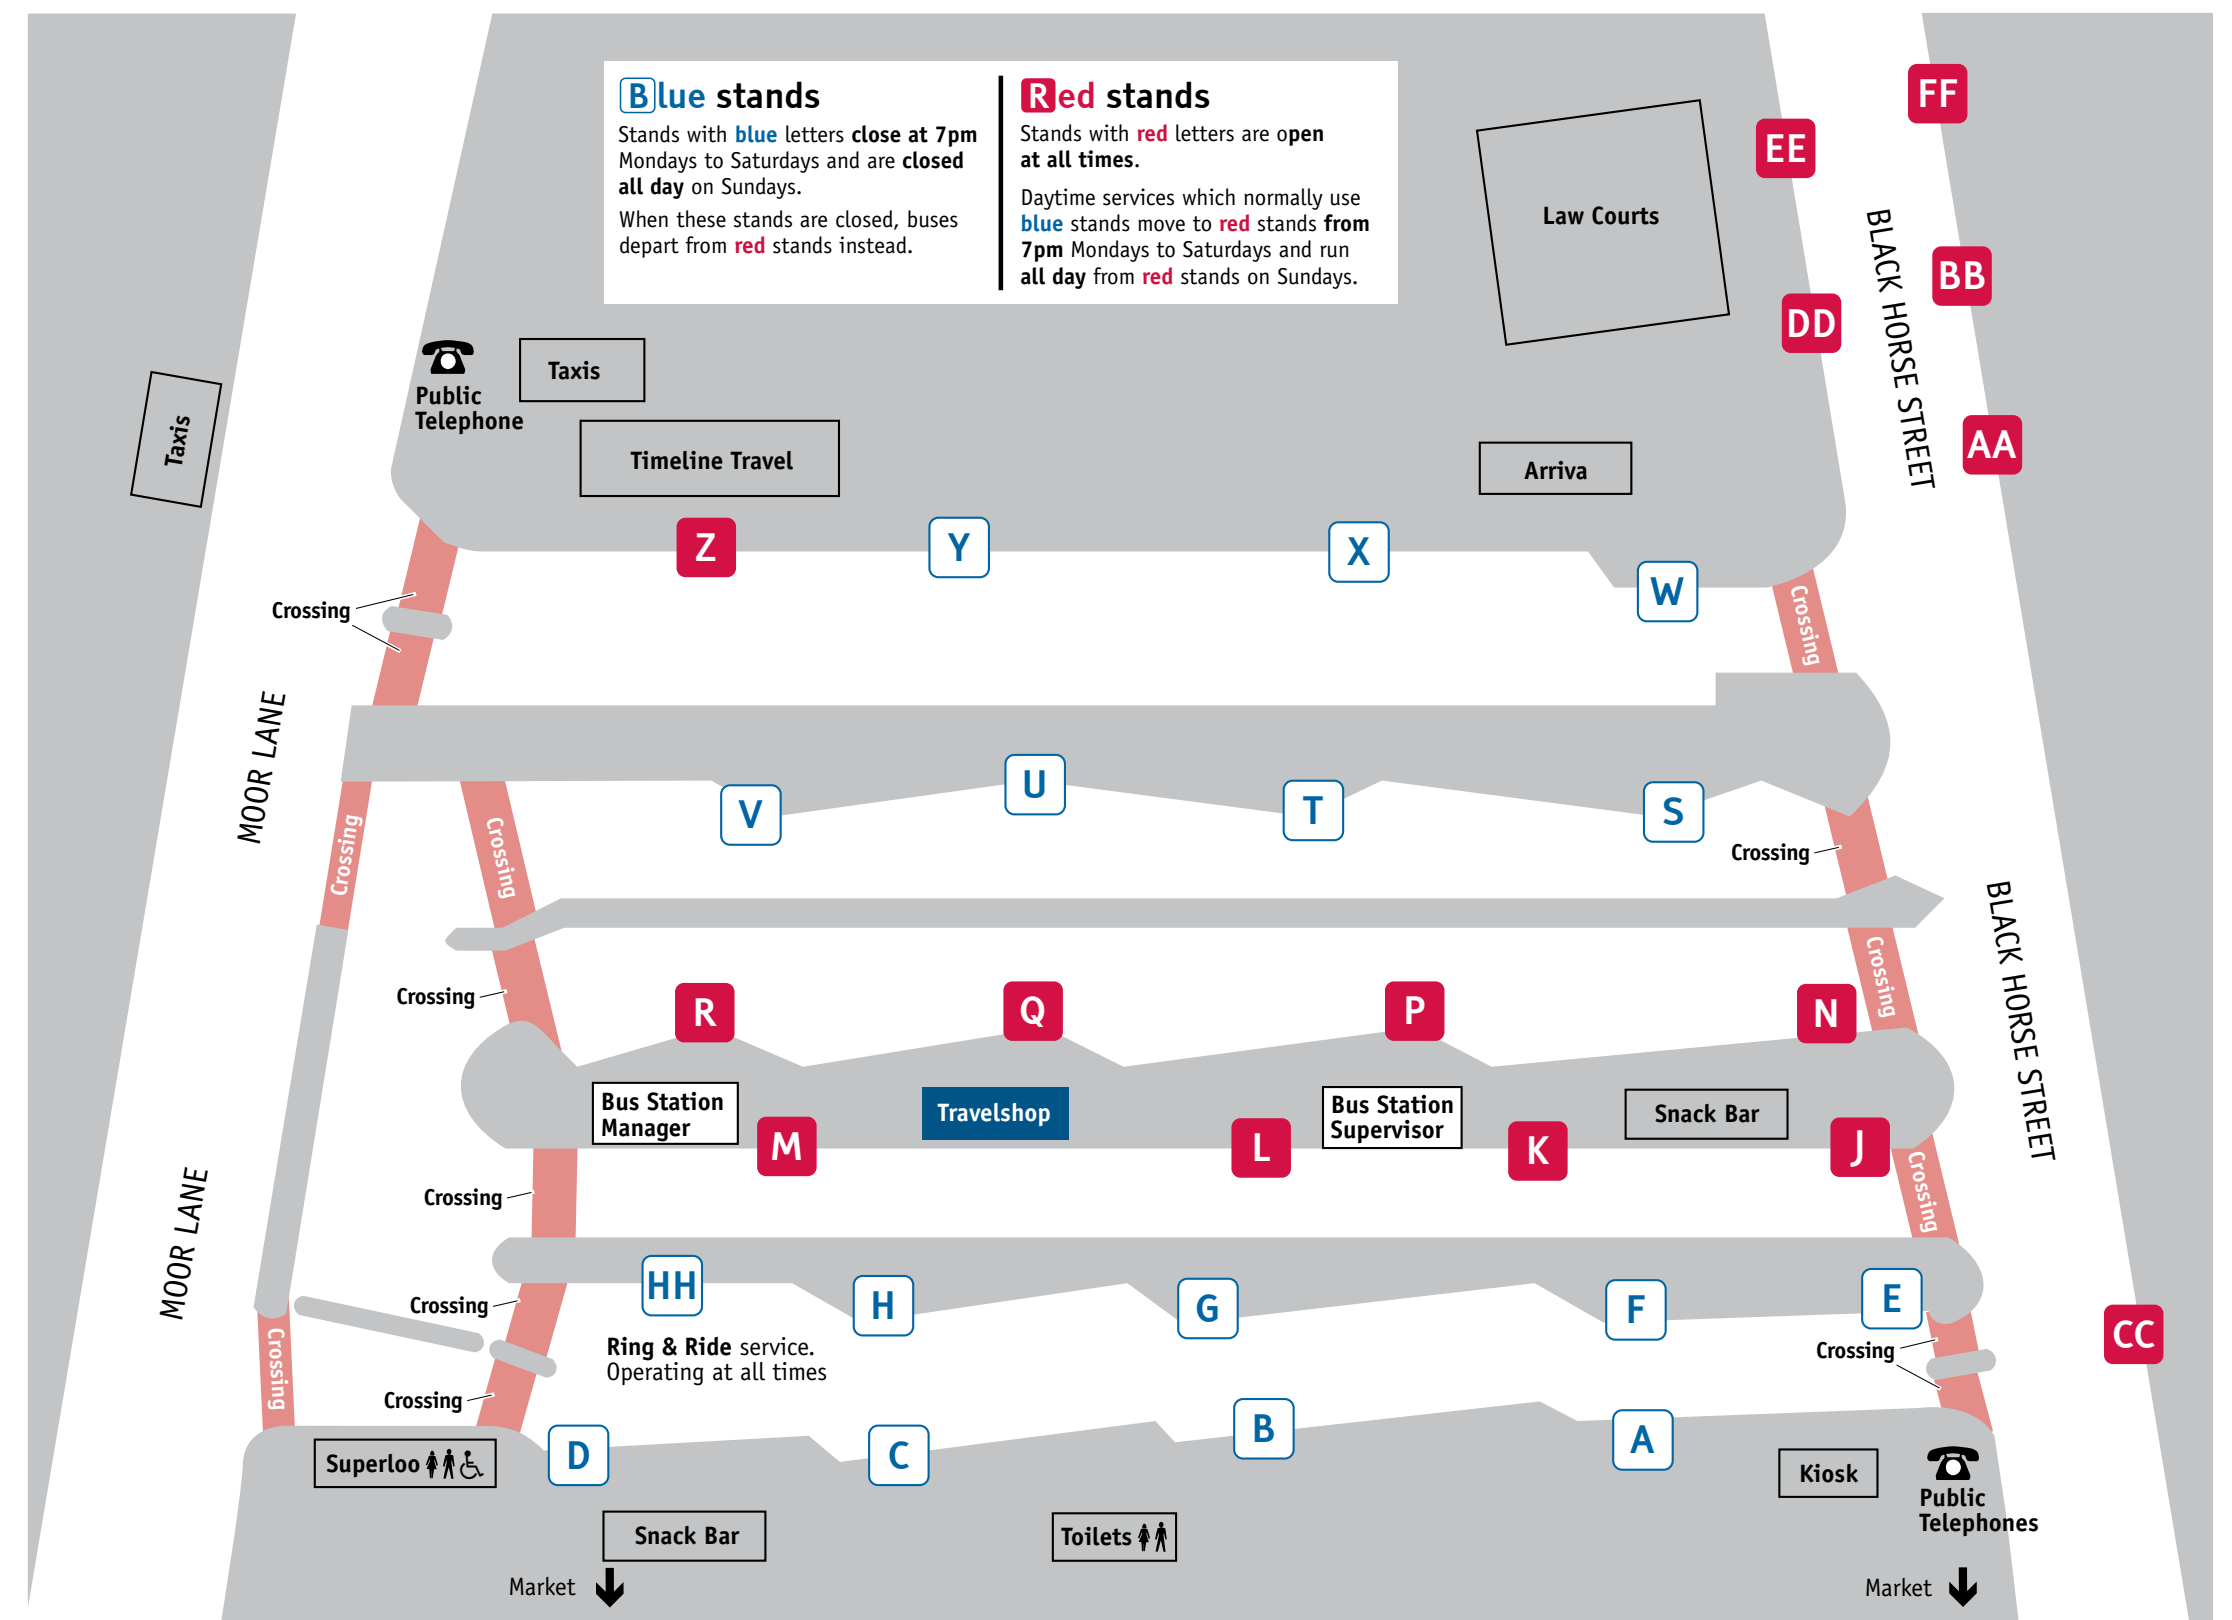 Blue stands
Stands with blue letters close at 7pm
Mondays to Saturdays and are closed
all day on Sundays.
When these stands are closed, buses
depart from red stands instead.
Red stands
Stands with red letters are open
at all times.
Daytime services which normally use
blue stands move to red stands from
7pm Mondays to Saturdays and run
all day from red stands on Sundays.
FF
EE
Law Courts
BLACK HORSE STREET
BB
DD
Public
Telephone
Taxis
Taxis
Timeline Travel
Arriva
AA
Z
Y
X
W
Crossing
Crossing
MOOR LANE
V
U
T
S
Crossing
Crossing
Crossing
BLACK HORSE STREET
Crossing
Crossing
R
Q
P
N
Bus Station
Manager
Travelshop
Bus Station
Supervisor
Snack Bar
M
L
K
J
Crossing
Crossing
MOOR LANE
HH
H
G
F
E
Crossing
Ring & Ride service.
Operating at all times
Crossing
CC
Crossing
Crossing
D
C
B
A
Superloo
Kiosk
Public
Telephones
Snack Bar
Toilets
Market
Market